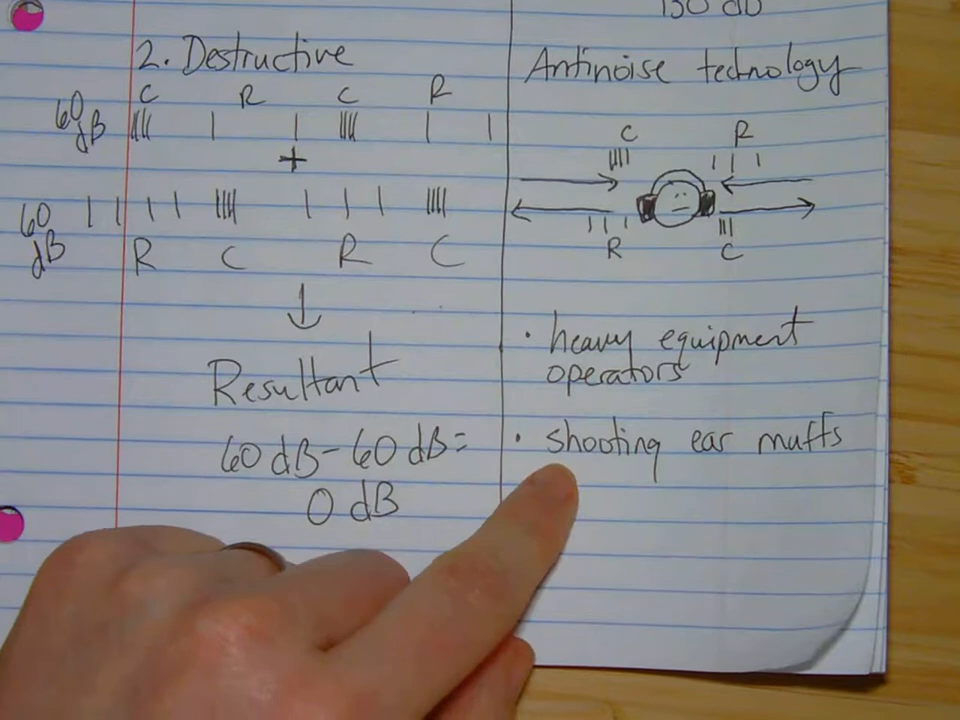 130 dB
2. Destructive
C R C R
60 dB
+
60 dB
R C R C
↓
Resultant
60 dB - 60 dB =
0 dB
Antinoise technology
C R
R C
• heavy equipment
operators
• shooting ear muffs